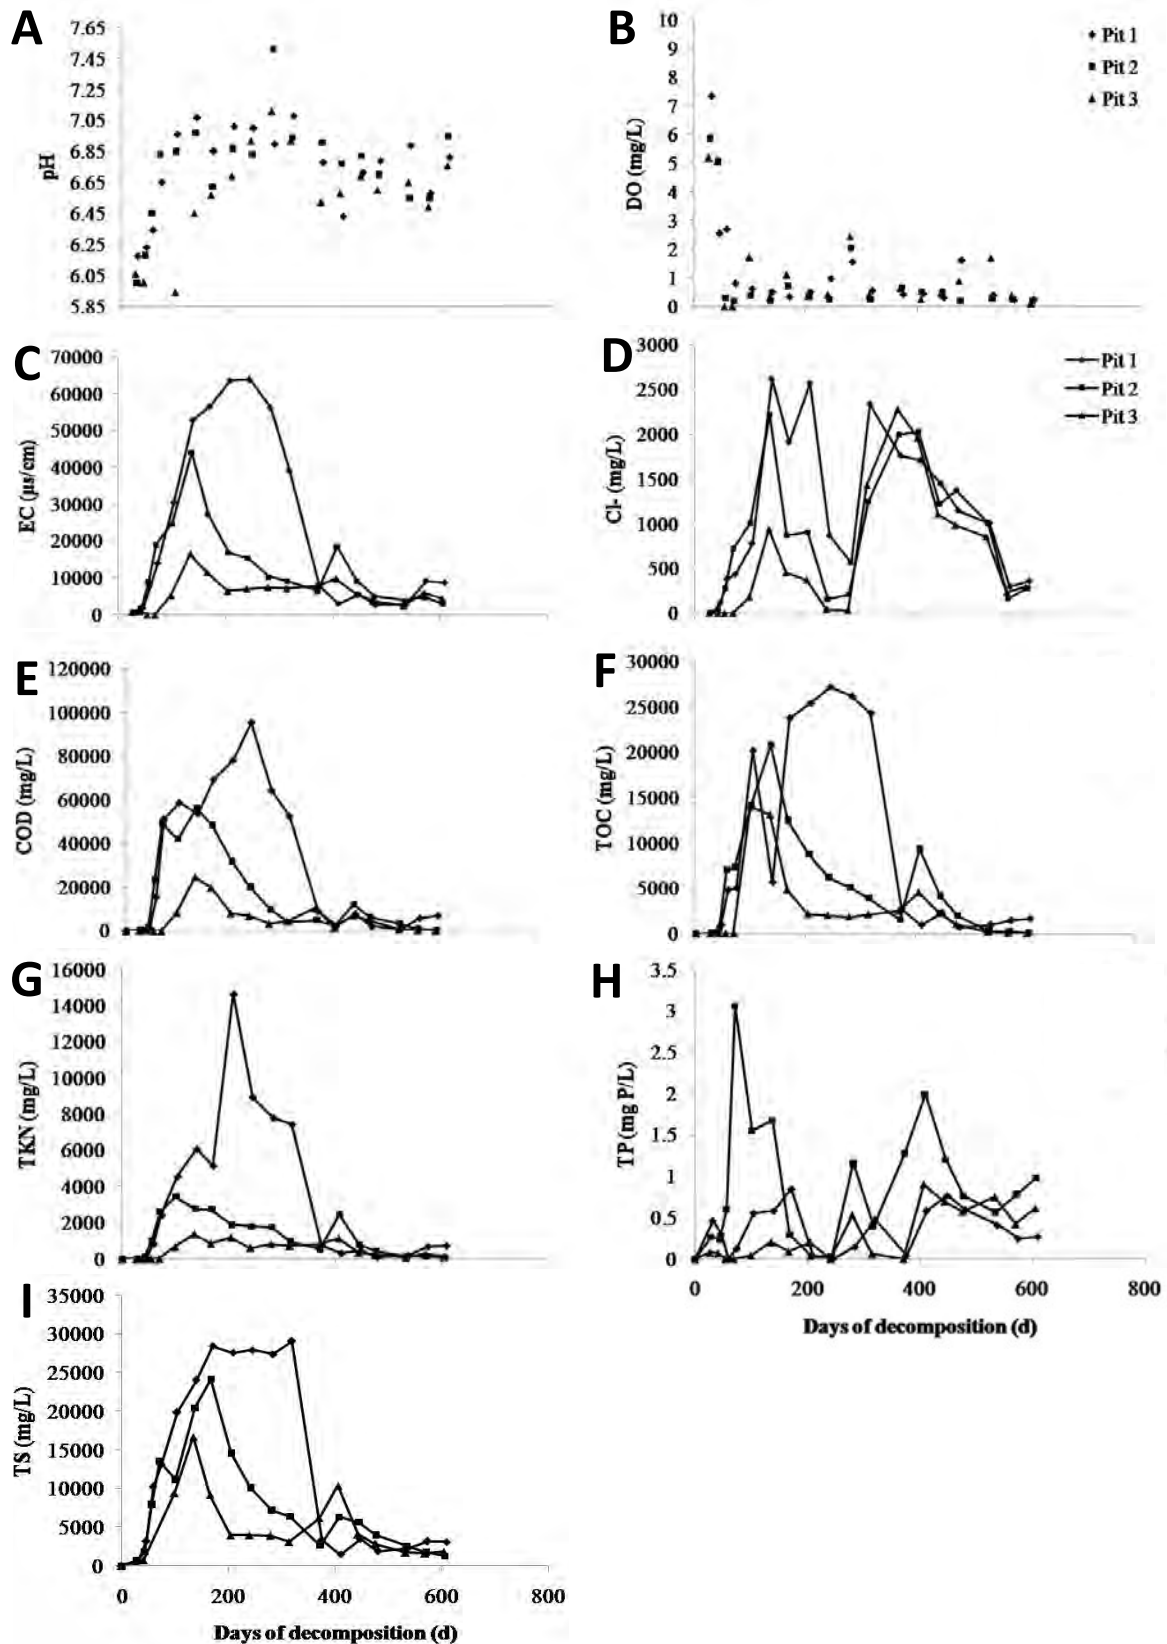 A
pH
7.65
7.45
7.25
7.05
6.85
6.65
6.45
6.25
6.05
5.85
B
DO (mg/L)
10
9
8
7
6
5
4
3
2
1
0
Pit 1
Pit 2
Pit 3
C
EC (µs/cm)
70000
60000
50000
40000
30000
20000
10000
0
D
Cl- (mg/L)
3000
2500
2000
1500
1000
500
0
Pit 1
Pit 2
Pit 3
E
COD (mg/L)
120000
100000
80000
60000
40000
20000
0
F
TOC (mg/L)
30000
25000
20000
15000
10000
5000
0
G
TKN (mg/L)
16000
14000
12000
10000
8000
6000
4000
2000
0
H
TP (mg P/L)
3.5
3
2.5
2
1.5
1
0.5
0
0 200 400 600 800
Days of decomposition (d)
I
TS (mg/L)
35000
30000
25000
20000
15000
10000
5000
0
0 200 400 600 800
Days of decomposition (d)